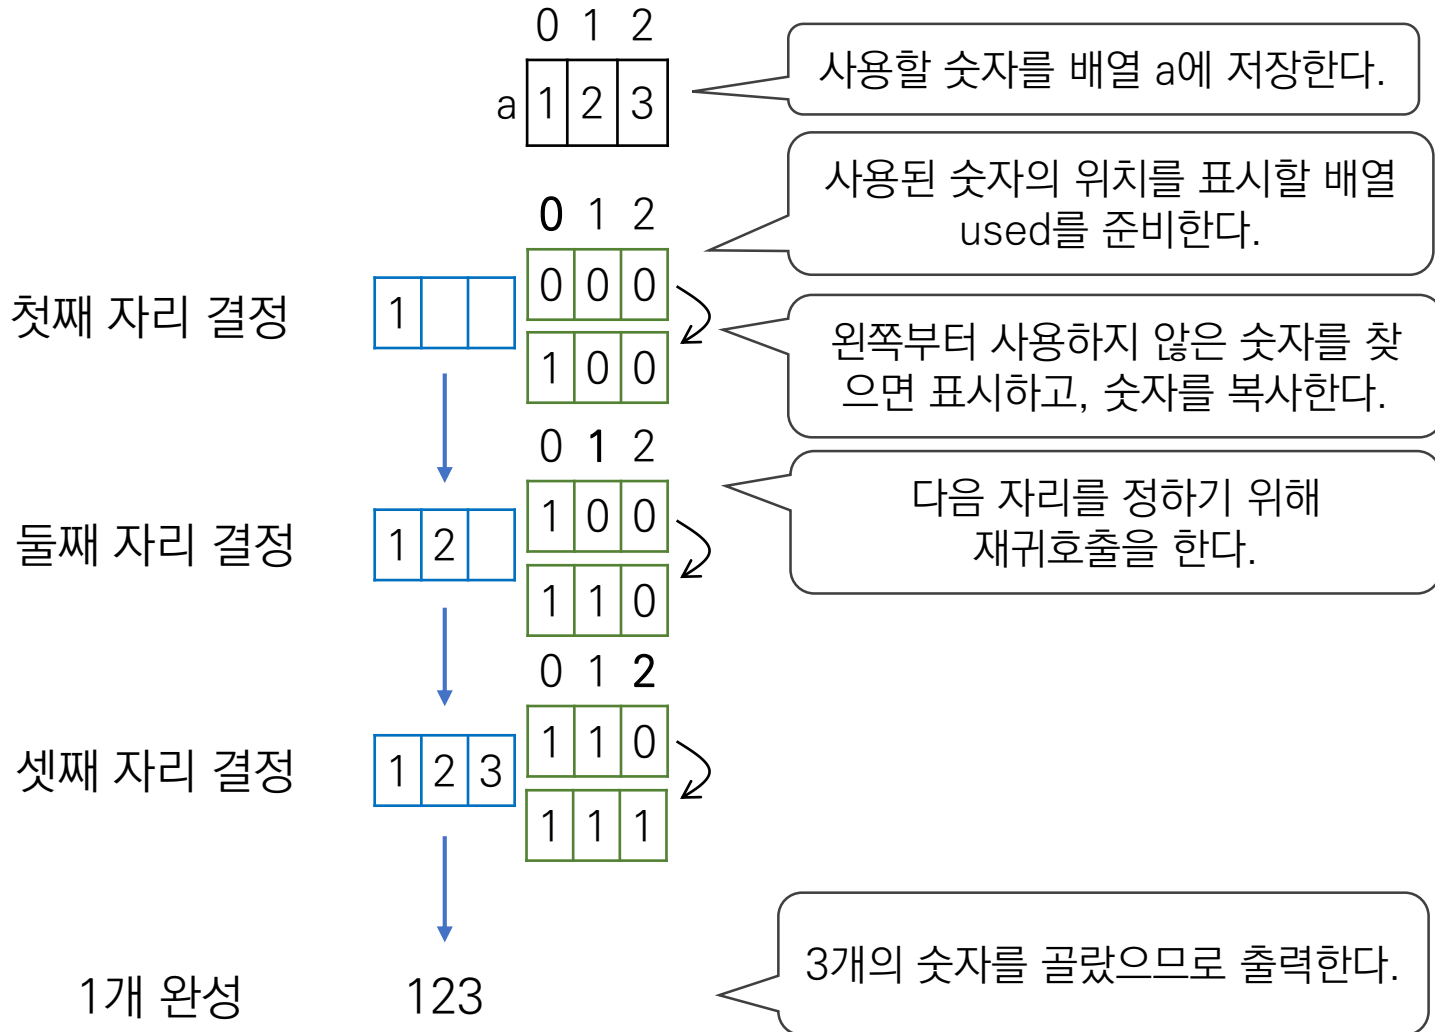 0 1 2
a 1 2 3
사용할 숫자를 배열 a에 저장한다.
사용된 숫자의 위치를 표시할 배열
used를 준비한다.
0 1 2
첫째 자리 결정
1
0 0 0
1 0 0
왼쪽부터 사용하지 않은 숫자를 찾
으면 표시하고, 숫자를 복사한다.
0 1 2
둘째 자리 결정
1 2
1 0 0
1 1 0
다음 자리를 정하기 위해
재귀호출을 한다.
0 1 2
셋째 자리 결정
1 2 3
1 1 0
1 1 1
1개 완성
123
3개의 숫자를 골랐으므로 출력한다.